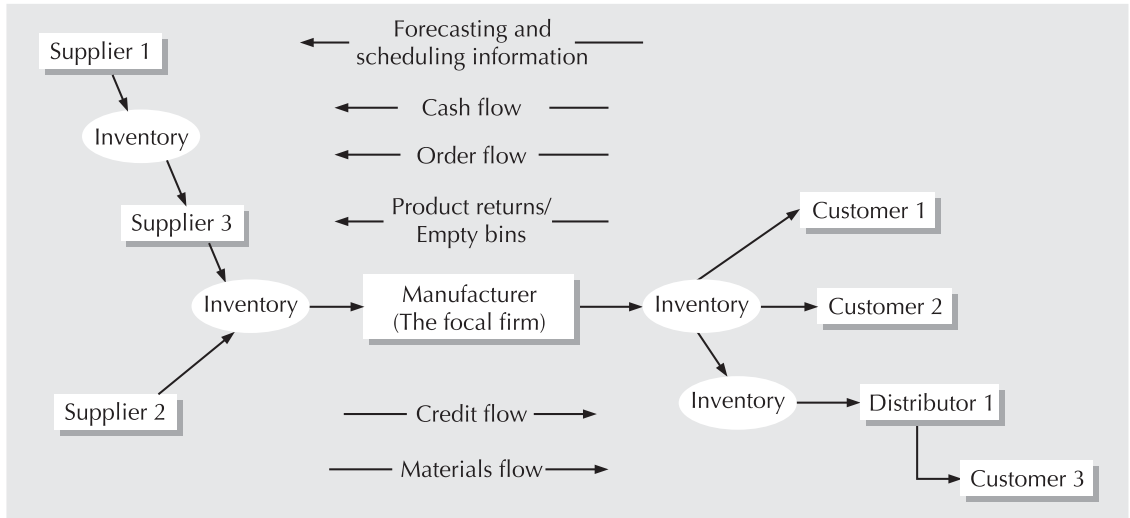 Supplier 1
Forecasting and
scheduling information
Cash flow
Inventory
Order flow
Supplier 3
Product returns/
Empty bins
Customer 1
Inventory
Manufacturer
(The focal firm)
Inventory
Customer 2
Supplier 2
Credit flow
Inventory
Distributor 1
Materials flow
Customer 3